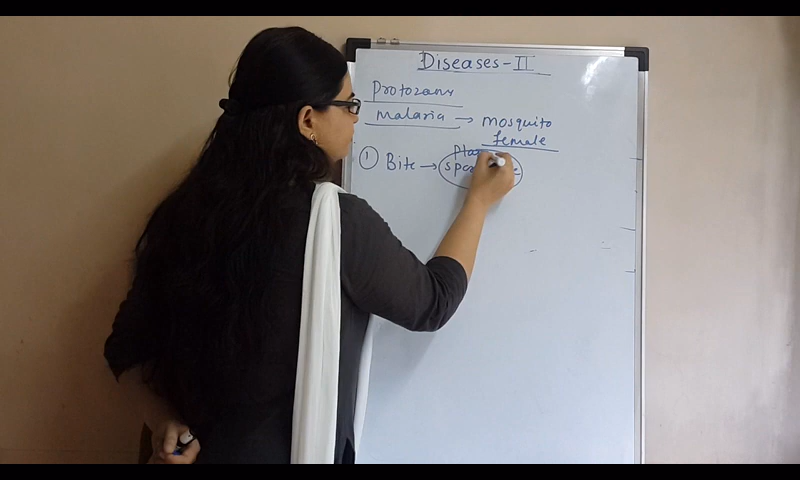 Diseases-II
Protozans
malaria → mosquito
female
① Bite →